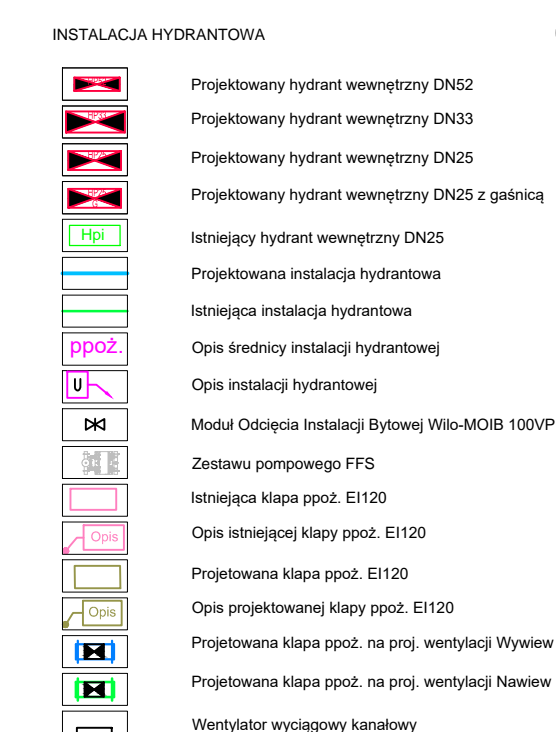 INSTALACJA HYDRANTOWA
Projektowany hydrant wewnętrzny DN52
HP33 Projektowany hydrant wewnętrzny DN33
HP25 Projektowany hydrant wewnętrzny DN25
HP25 G Projektowany hydrant wewnętrzny DN25 z gaśnicą
Hpi Istniejący hydrant wewnętrzny DN25
Projektowana instalacja hydrantowa
Istniejąca instalacja hydrantowa
ppoż. Opis średnicy instalacji hydrantowej
U Opis instalacji hydrantowej
Moduł Odcięcia Instalacji Bytowej Wilo-MOIB 100VP
Zestawu pompowego FFS
Istniejąca klapa ppoż. EI120
Opis Opis istniejącej klapy ppoż. EI120
Projetowana klapa ppoż. EI120
Opis Opis projektowanej klapy ppoż. EI120
Projetowana klapa ppoż. na proj. wentylacji Wywiew
Projetowana klapa ppoż. na proj. wentylacji Nawiew
Wentylator wyciągowy kanałowy